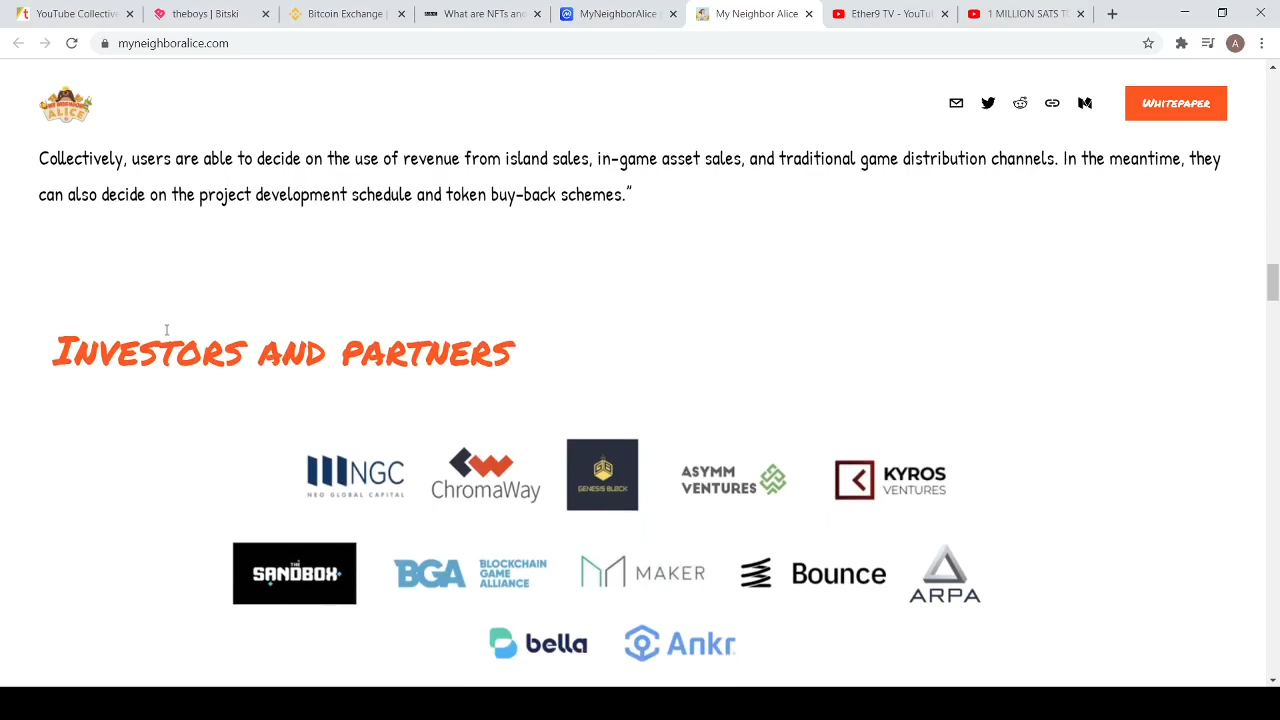 YouTube Collective
theboys | Bitski
Bitcoin Exchange |
What are NFTs and
MyNeighborAlice p
My Neighbor Alice
Ether9 TV - YouTu
1 MILLION SATS TO
myneighboralice.com
A
ALICE
Whitepaper
Collectively, users are able to decide on the use of revenue from island sales, in-game asset sales, and traditional game distribution channels. In the meantime, they
can also decide on the project development schedule and token buy-back schemes."
Investors and partners
NGC
NEO GLOBAL CAPITAL
ChromaWay
GENESIS BLOCK
ASYMM
VENTURES
KYROS
VENTURES
THE
SANDBOX
BGA
BLOCKCHAIN
GAME
ALLIANCE
MAKER
Bounce
ARPA
bella
Ankr